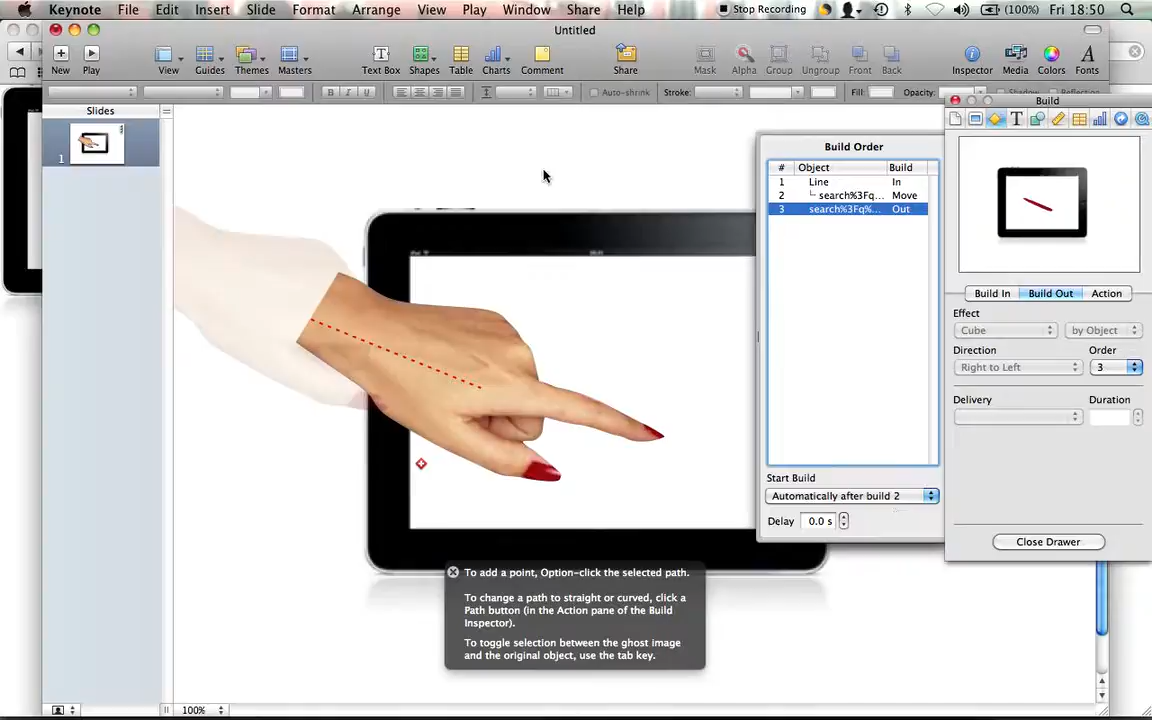 Keynote File Edit Insert Slide Format Arrange View Play Window Share Help Stop Recording (100%) Fri 18:50
Untitled
New Play View Guides Themes Masters Text Box Shapes Table Charts Comment Share Mask Alpha Group Ungroup Front Back Inspector Media Colors Fonts
B I U Auto-shrink Stroke: Fill: Opacity:
Slides
1
Build Order
# Object Build
1 Line In
2 search%3Fq... Move
3 search%3Fq%... Out
Start Build
Automatically after build 2
Delay 0.0 s
Build
Build In Build Out Action
Effect
Cube by Object
Direction Order
Right to Left 3
Delivery Duration
Close Drawer
To add a point, Option-click the selected path.
To change a path to straight or curved, click a
Path button (in the Action pane of the Build
Inspector).
To toggle selection between the ghost image
and the original object, use the tab key.
100%